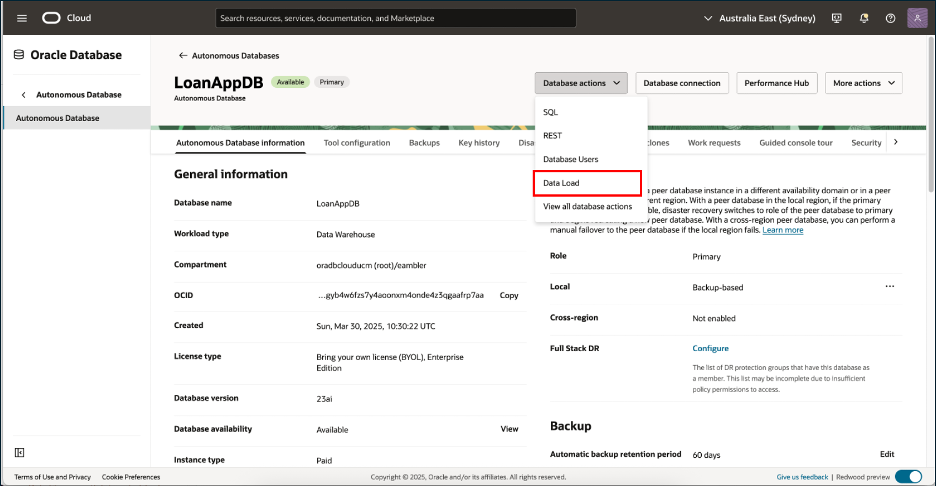 Cloud
Search resources, services, documentation, and Marketplace
Australia East (Sydney)
Oracle Database
Autonomous Database
Autonomous Database
Autonomous Databases
LoanAppDB Available Primary
Autonomous Database
Database actions
Database connection
Performance Hub
More actions
SQL
REST
Database Users
Data Load
View all database actions
Autonomous Database information Tool configuration Backups Key history Disa clones Work requests Guided console tour Security
General information
Database name LoanAppDB
Workload type Data Warehouse
Compartment oradbclouducm (root)/eambler
OCID ...gyb4w6fzs7y4aoonxm4onde4z3qgaafrp7aa Copy
Created Sun, Mar 30, 2025, 10:30:22 UTC
License type Bring your own license (BYOL), Enterprise
Edition
Database version 23ai
Database availability Available View
Instance type Paid
a peer database instance in a different availability domain or in a peer
erent region. With a peer database in the local region, if the primary
ble, disaster recovery switches to role of the peer database to primary
peer database. With a cross-region peer database, you can perform a
manual failover to the peer database if the local region fails. Learn more
Role Primary
Local Backup-based ...
Cross-region Not enabled
Full Stack DR Configure
The list of DR protection groups that have this database as
a member. This list may be incomplete due to insufficient
policy permissions to access.
Backup
Automatic backup retention period 60 days Edit
Terms of Use and Privacy Cookie Preferences Copyright © 2025, Oracle and/or its affiliates. All rights reserved. Give us feedback | Redwood preview